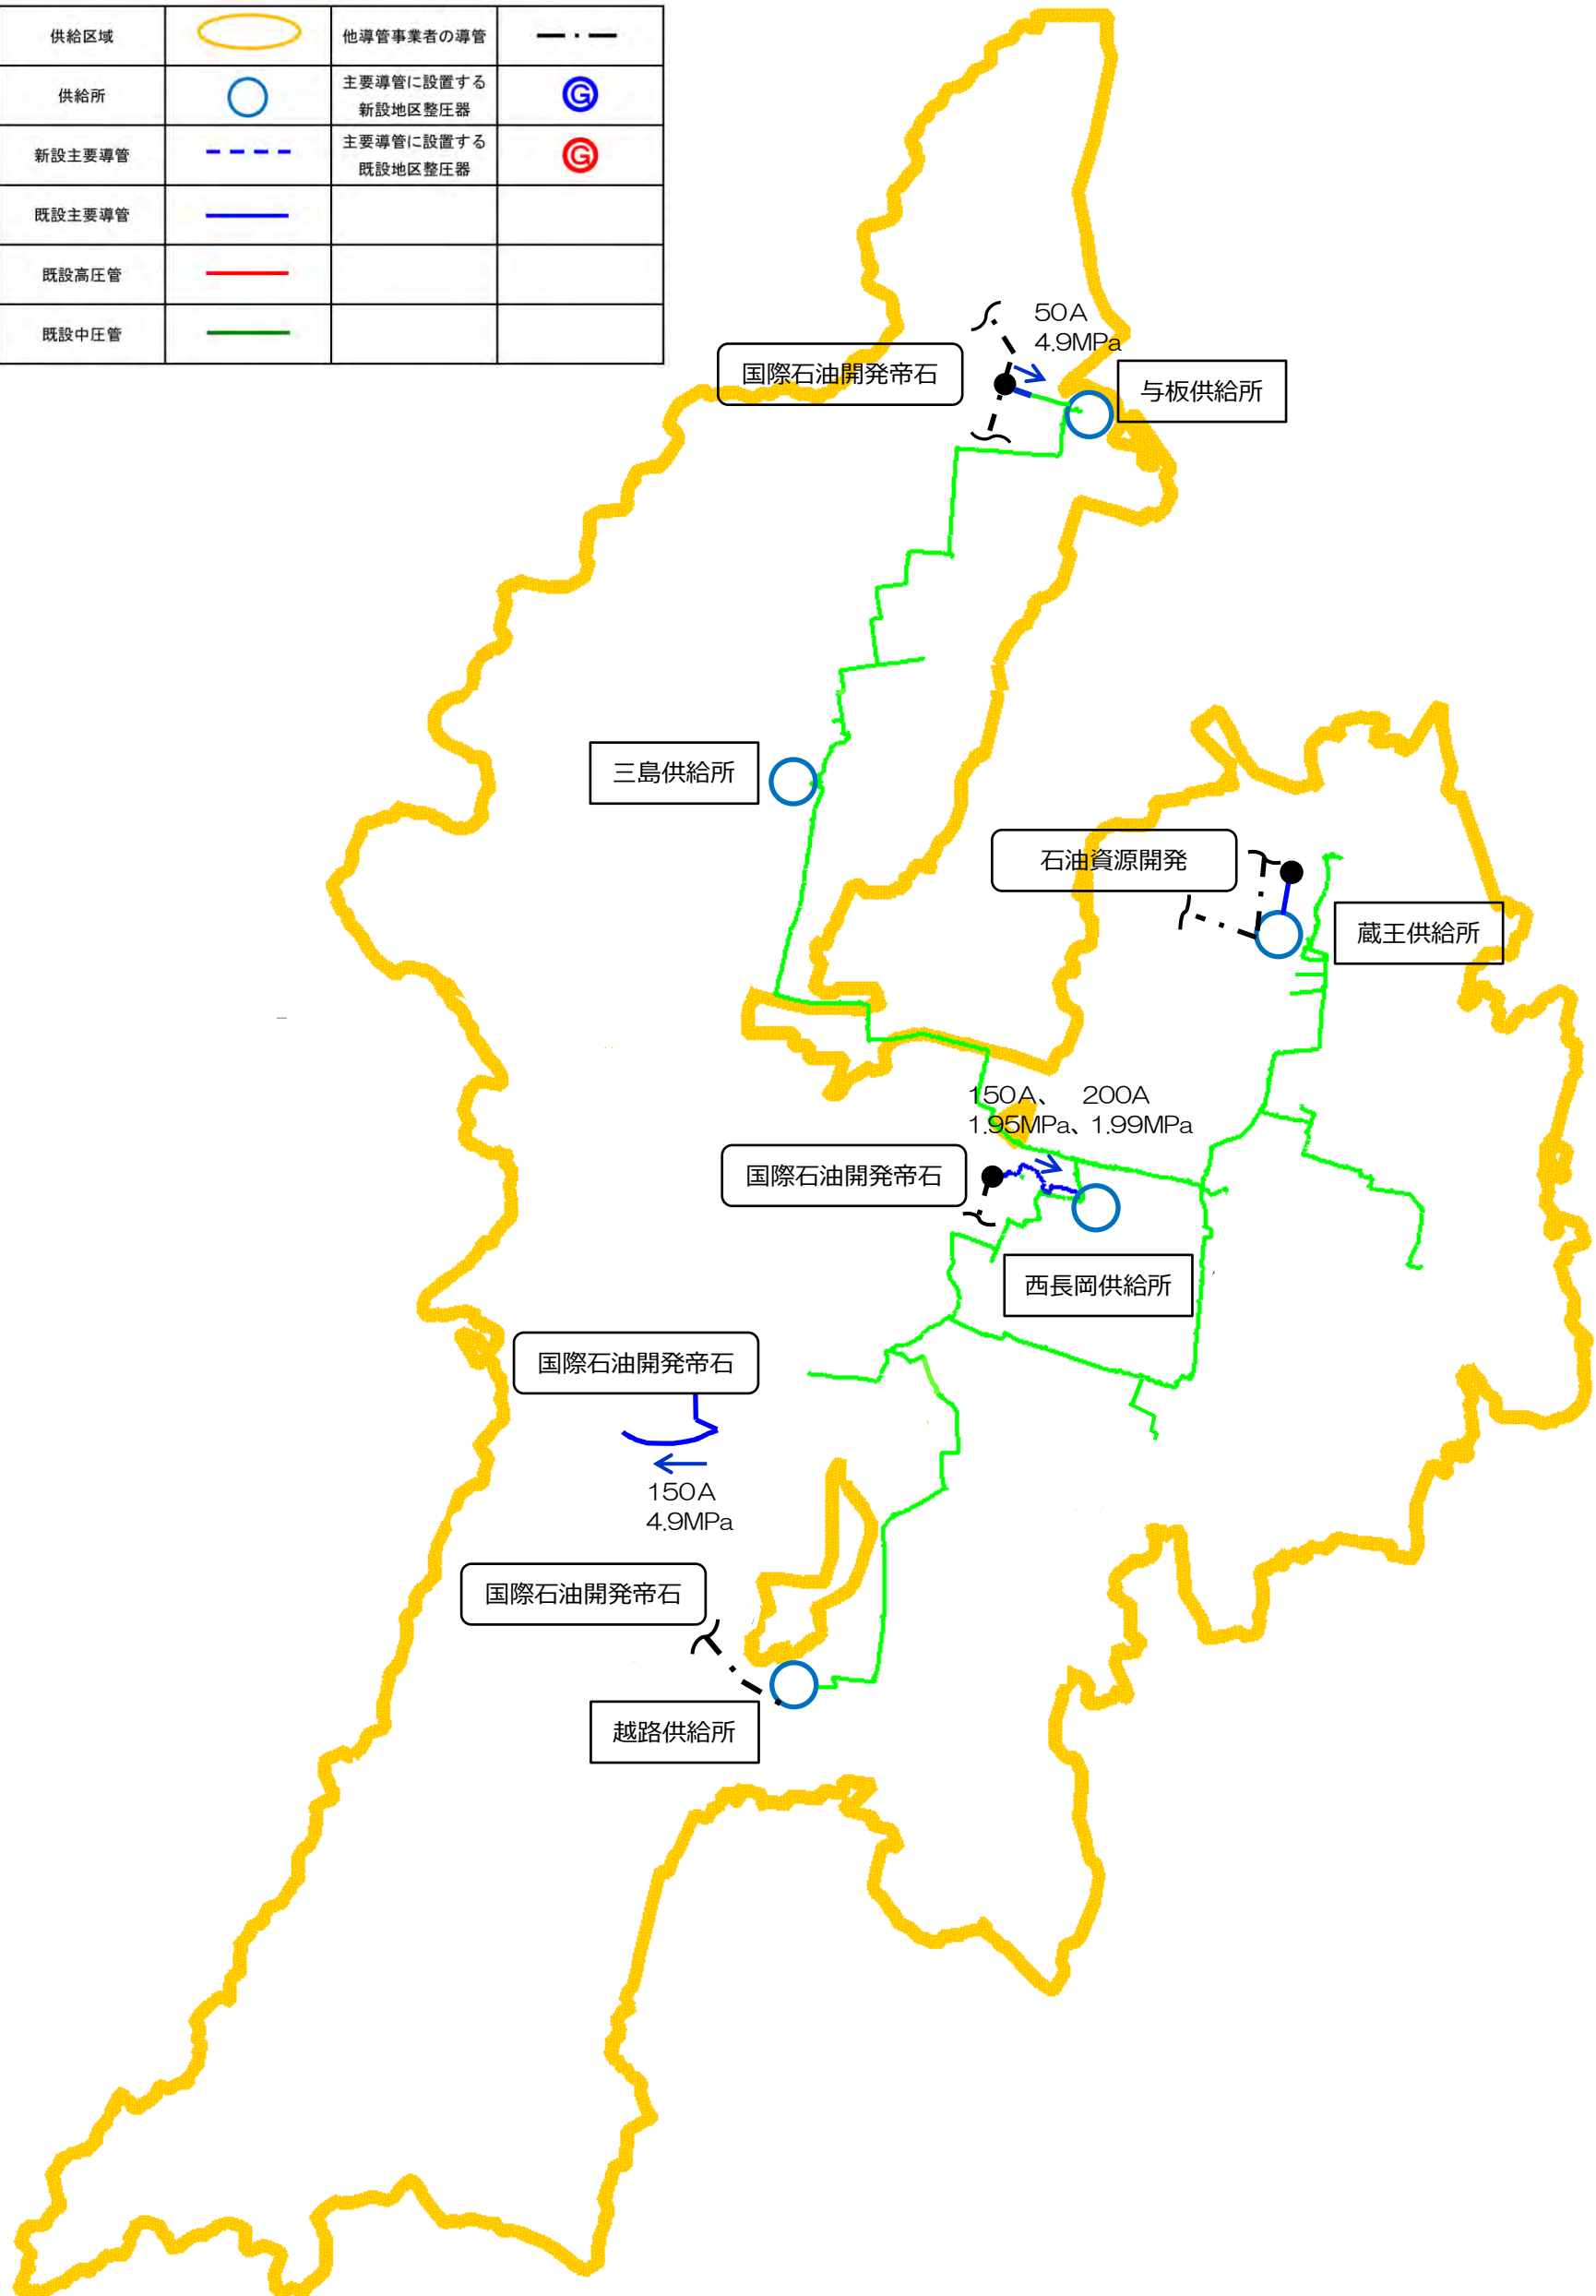 供給区域
他導管事業者の導管
供給所
主要導管に設置する
新設地区整圧器
G
新設主要導管
主要導管に設置する
既設地区整圧器
G
既設主要導管
既設高圧管
既設中圧管
50A
4.9MPa
国際石油開発帝石
与板供給所
三島供給所
石油資源開発
蔵王供給所
150A、 200A
1.95MPa、1.99MPa
国際石油開発帝石
西長岡供給所
国際石油開発帝石
150A
4.9MPa
国際石油開発帝石
越路供給所